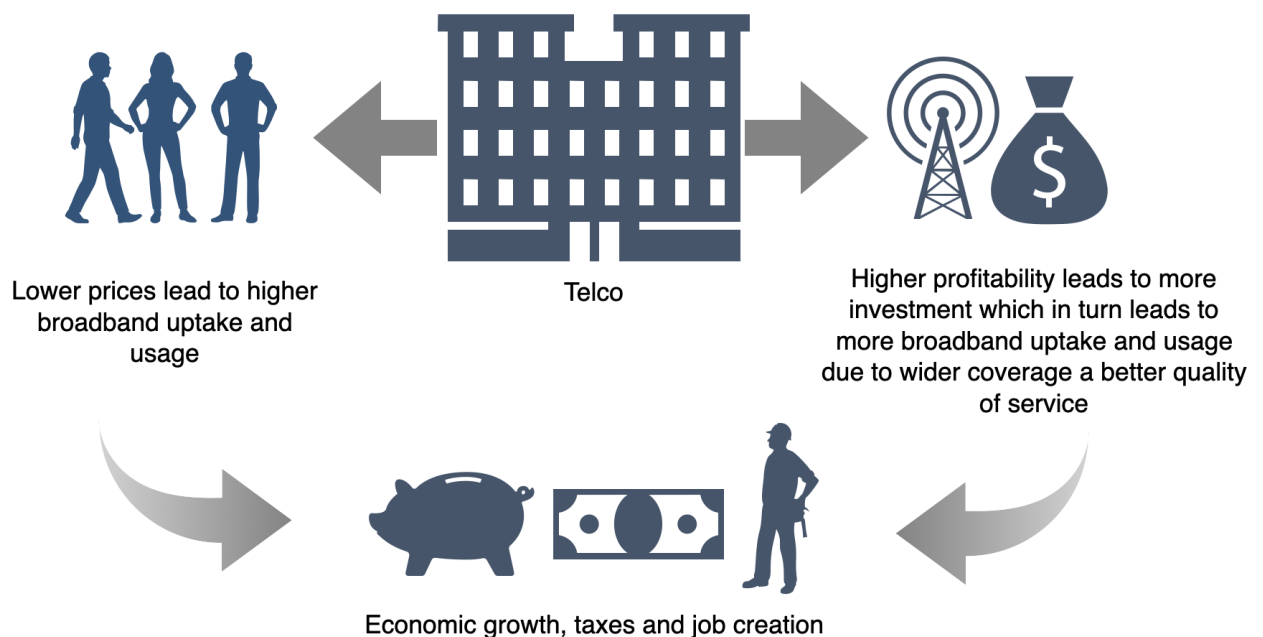 $
Lower prices lead to higher
broadband uptake and
usage
Telco
Higher profitability leads to more
investment which in turn leads to
more broadband uptake and usage
due to wider coverage a better quality
of service
Economic growth, taxes and job creation